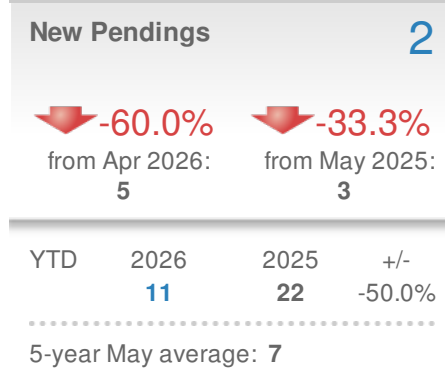 New Pendings 2
-60.0% -33.3%
from Apr 2026: from May 2025:
5 3
YTD 2026 2025 +/-
11 22 -50.0%
5-year May average: 7